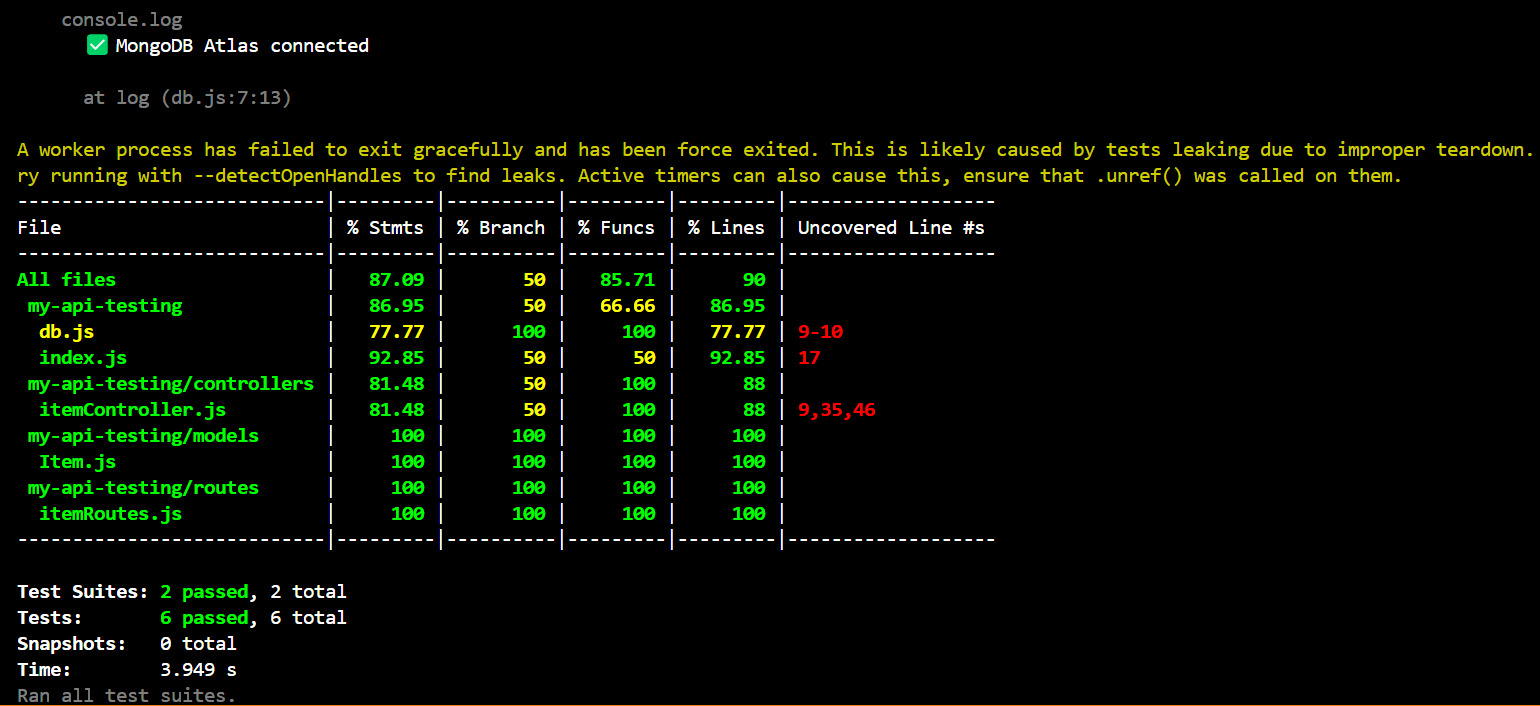 console.log
✅ MongoDB Atlas connected
at log (db.js:7:13)
A worker process has failed to exit gracefully and has been force exited. This is likely caused by tests leaking due to improper teardown.
ry running with --detectOpenHandles to find leaks. Active timers can also cause this, ensure that .unref() was called on them.
----------------------------|---------|----------|---------|---------|-------------------
File                        | % Stmts | % Branch | % Funcs | % Lines | Uncovered Line #s
----------------------------|---------|----------|---------|---------|-------------------
All files                   |   87.09 |       50 |   85.71 |      90 |
 my-api-testing             |   86.95 |       50 |   66.66 |   86.95 |
  db.js                     |   77.77 |      100 |     100 |   77.77 | 9-10
  index.js                  |   92.85 |       50 |      50 |   92.85 | 17
 my-api-testing/controllers |   81.48 |       50 |     100 |      88 |
  itemController.js         |   81.48 |       50 |     100 |      88 | 9,35,46
 my-api-testing/models      |     100 |      100 |     100 |     100 |
  Item.js                   |     100 |      100 |     100 |     100 |
 my-api-testing/routes      |     100 |      100 |     100 |     100 |
  itemRoutes.js             |     100 |      100 |     100 |     100 |
----------------------------|---------|----------|---------|---------|-------------------
Test Suites: 2 passed, 2 total
Tests:       6 passed, 6 total
Snapshots:   0 total
Time:        3.949 s
Ran all test suites.